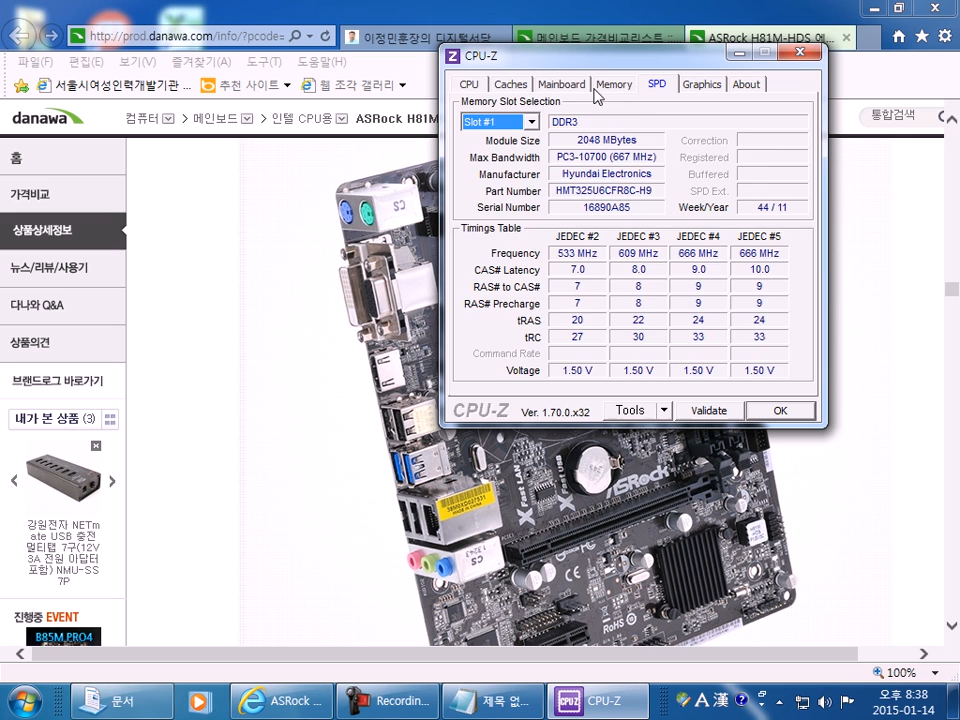 http://prod.danawa.com/info/?pcode=
이정민훈장의 디지털서당
메인보드 가격비교리스트 ::
ASRock H81M-HDS 에...
파일(F) 편집(E) 보기(V) 즐겨찾기(A) 도구(T) 도움말(H)
서울시여성인력개발기관 ... 추천 사이트 웹 조각 갤러리
danawa 컴퓨터 > 메인보드 > 인텔 CPU용 > ASRock H81M 통합검색
홈
가격비교
상품상세정보
뉴스/리뷰/사용기
다나와 Q&A
상품의견
브랜드로그 바로가기
내가 본 상품 (3)
강원전자 NETm
ate USB 충전
멀티탭 7구(12V
3A 전원 아답터
포함) NMU-SS
7P
진행중 EVENT
B85M PRO4
CPU-Z
CPU Caches Mainboard Memory SPD Graphics About
Memory Slot Selection
Slot #1 DDR3
Module Size 2048 MBytes Correction
Max Bandwidth PC3-10700 (667 MHz) Registered
Manufacturer Hyundai Electronics Buffered
Part Number HMT325U6CFR8C-H9 SPD Ext.
Serial Number 16890A85 Week/Year 44 / 11
Timings Table
JEDEC #2 JEDEC #3 JEDEC #4 JEDEC #5
Frequency 533 MHz 609 MHz 666 MHz 666 MHz
CAS# Latency 7.0 8.0 9.0 10.0
RAS# to CAS# 7 8 9 9
RAS# Precharge 7 8 9 9
tRAS 20 22 24 24
tRC 27 30 33 33
Command Rate
Voltage 1.50 V 1.50 V 1.50 V 1.50 V
CPU-Z Ver. 1.70.0.x32 Tools Validate OK
CS
X Fast LAN
X Fast USB
ASRock
CS
CE
RoHS
100%
문서
ASRock ...
Recordin...
제목 없...
CPU-Z
A 漢
오후 8:38
2015-01-14